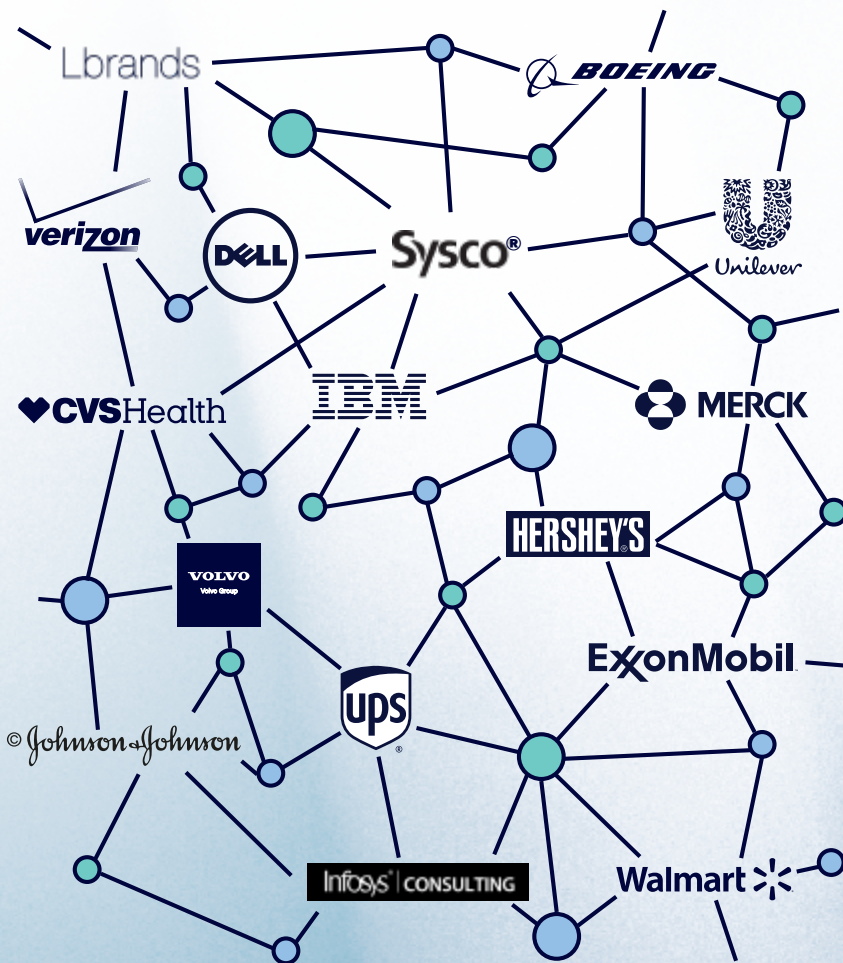 Lbrands
BOEING
verizon
DELL
Sysco®
Unilever
CVSHealth
IBM
MERCK
HERSHEY'S®
VOLVO
Volvo Group
ExxonMobil
ups
®
© Johnson & Johnson
Infosys® | CONSULTING
Walmart